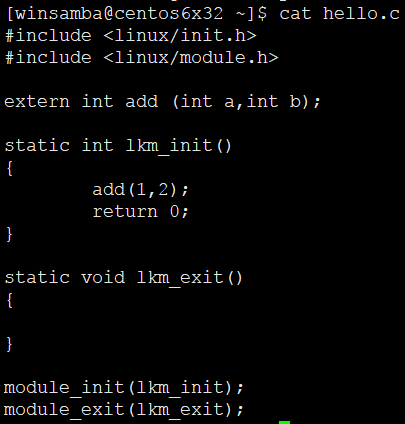 [winsamba@centos6x32 ~]$ cat hello.c
#include <linux/init.h>
#include <linux/module.h>

extern int add (int a,int b);

static int lkm_init()
{
        add(1,2);
        return 0;
}

static void lkm_exit()
{

}

module_init(lkm_init);
module_exit(lkm_exit);